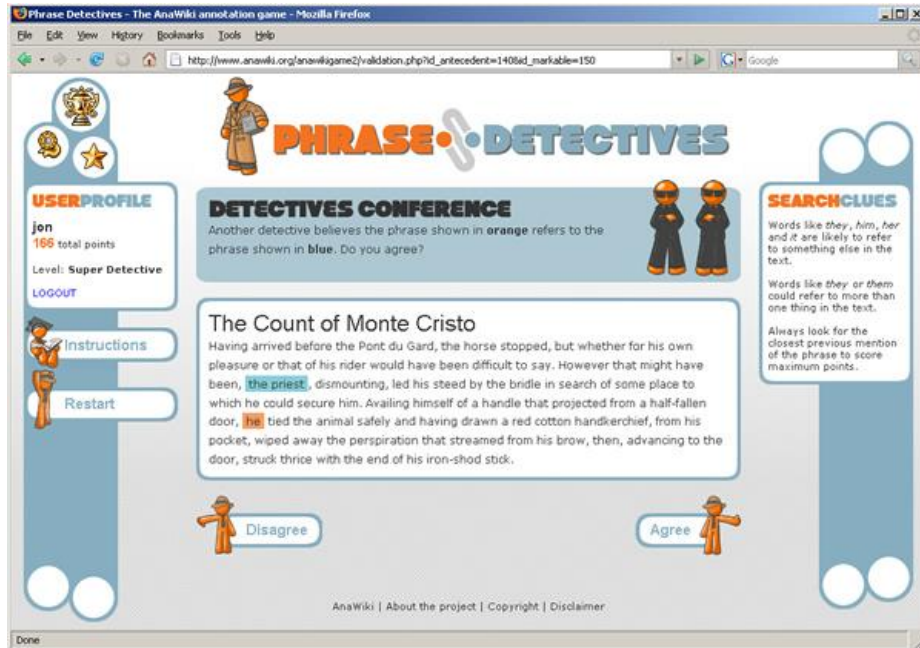 Phrase Detectives - The AnaWiki annotation game - Mozilla Firefox
File Edit View History Bookmarks Tools Help
http://www.anawiki.org/anawikigame2/validation.php?id_antecedent=140&id_markable=150
Google
PHRASE DETECTIVES
USERPROFILE
jon
166 total points
Level: Super Detective
LOGOUT
Instructions
Restart
DETECTIVES CONFERENCE
Another detective believes the phrase shown in orange refers to the
phrase shown in blue. Do you agree?
The Count of Monte Cristo
Having arrived before the Pont du Gard, the horse stopped, but whether for his own
pleasure or that of his rider would have been difficult to say. However that might have
been, the priest, dismounting, led his steed by the bridle in search of some place to
which he could secure him. Availing himself of a handle that projected from a half-fallen
door, he tied the animal safely and having drawn a red cotton handkerchief, from his
pocket, wiped away the perspiration that streamed from his brow, then, advancing to the
door, struck thrice with the end of his iron-shod stick.
Disagree
Agree
SEARCHCLUES
Words like they, him, her
and it are likely to refer
to something else in the
text.
Words like they or them
could refer to more than
one thing in the text.
Always look for the
closest previous mention
of the phrase to score
maximum points.
AnaWiki | About the project | Copyright | Disclaimer
Done